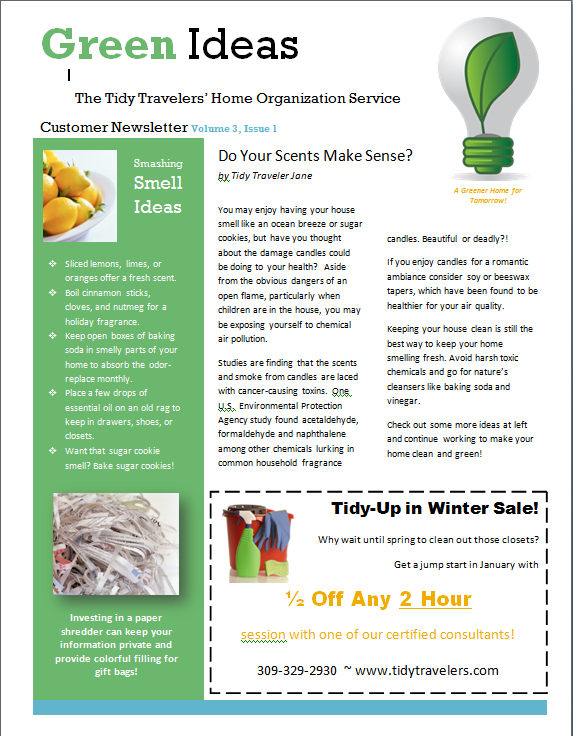 Green Ideas
The Tidy Travelers' Home Organization Service
Customer Newsletter Volume 3, Issue 1
A Greener Home for
Tomorrow!
Smashing
Smell
Ideas
❖ Sliced lemons, limes, or
oranges offer a fresh scent.
❖ Boil cinnamon sticks,
cloves, and nutmeg for a
holiday fragrance.
❖ Keep open boxes of baking
soda in smelly parts of your
home to absorb the odor-
replace monthly.
❖ Place a few drops of
essential oil on an old rag to
keep in drawers, shoes, or
closets.
❖ Want that sugar cookie
smell? Bake sugar cookies!
Investing in a paper
shredder can keep your
information private and
provide colorful filling for
gift bags!
Do Your Scents Make Sense?
by Tidy Traveler Jane
You may enjoy having your house
smell like an ocean breeze or sugar
cookies, but have you thought
about the damage candles could
be doing to your health? Aside
from the obvious dangers of an
open flame, particularly when
children are in the house, you may
be exposing yourself to chemical
air pollution.
Studies are finding that the scents
and smoke from candles are laced
with cancer-causing toxins. One
U.S. Environmental Protection
Agency study found acetaldehyde,
formaldehyde and naphthalene
among other chemicals lurking in
common household fragrance
candles. Beautiful or deadly?!
If you enjoy candles for a romantic
ambiance consider soy or beeswax
tapers, which have been found to be
healthier for your air quality.
Keeping your house clean is still the
best way to keep your home
smelling fresh. Avoid harsh toxic
chemicals and go for nature's
cleansers like baking soda and
vinegar.
Check out some more ideas at left
and continue working to make your
home clean and green!
Tidy-Up in Winter Sale!
Why wait until spring to clean out those closets?
Get a jump start in January with
½ Off Any 2 Hour
session with one of our certified consultants!
309-329-2930 ~ www.tidytravelers.com